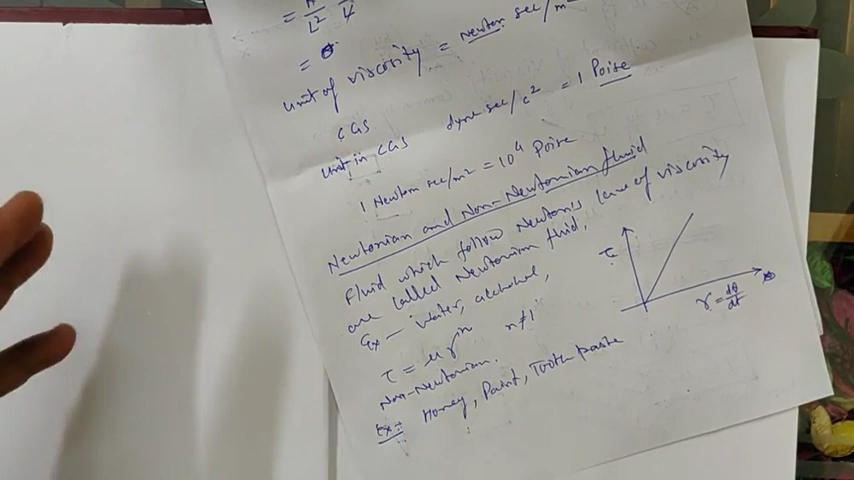 =
L²
=
unit of viscosity = Newton sec/m
CGS
unit in CGS dyne sec/c² = 1 Poise
1 Newton sec/m² = 10⁴ Poise
Newtonian and Non-Newtonian fluid
Fluid which follow Newton's law of viscosity
are called Newtonian fluid.
Ex — Water,
τ = μ γⁿ n≠1
Non-Newtonian.
Ex:- Honey, Paint, Tooth paste
τ
γ = dθ/dt